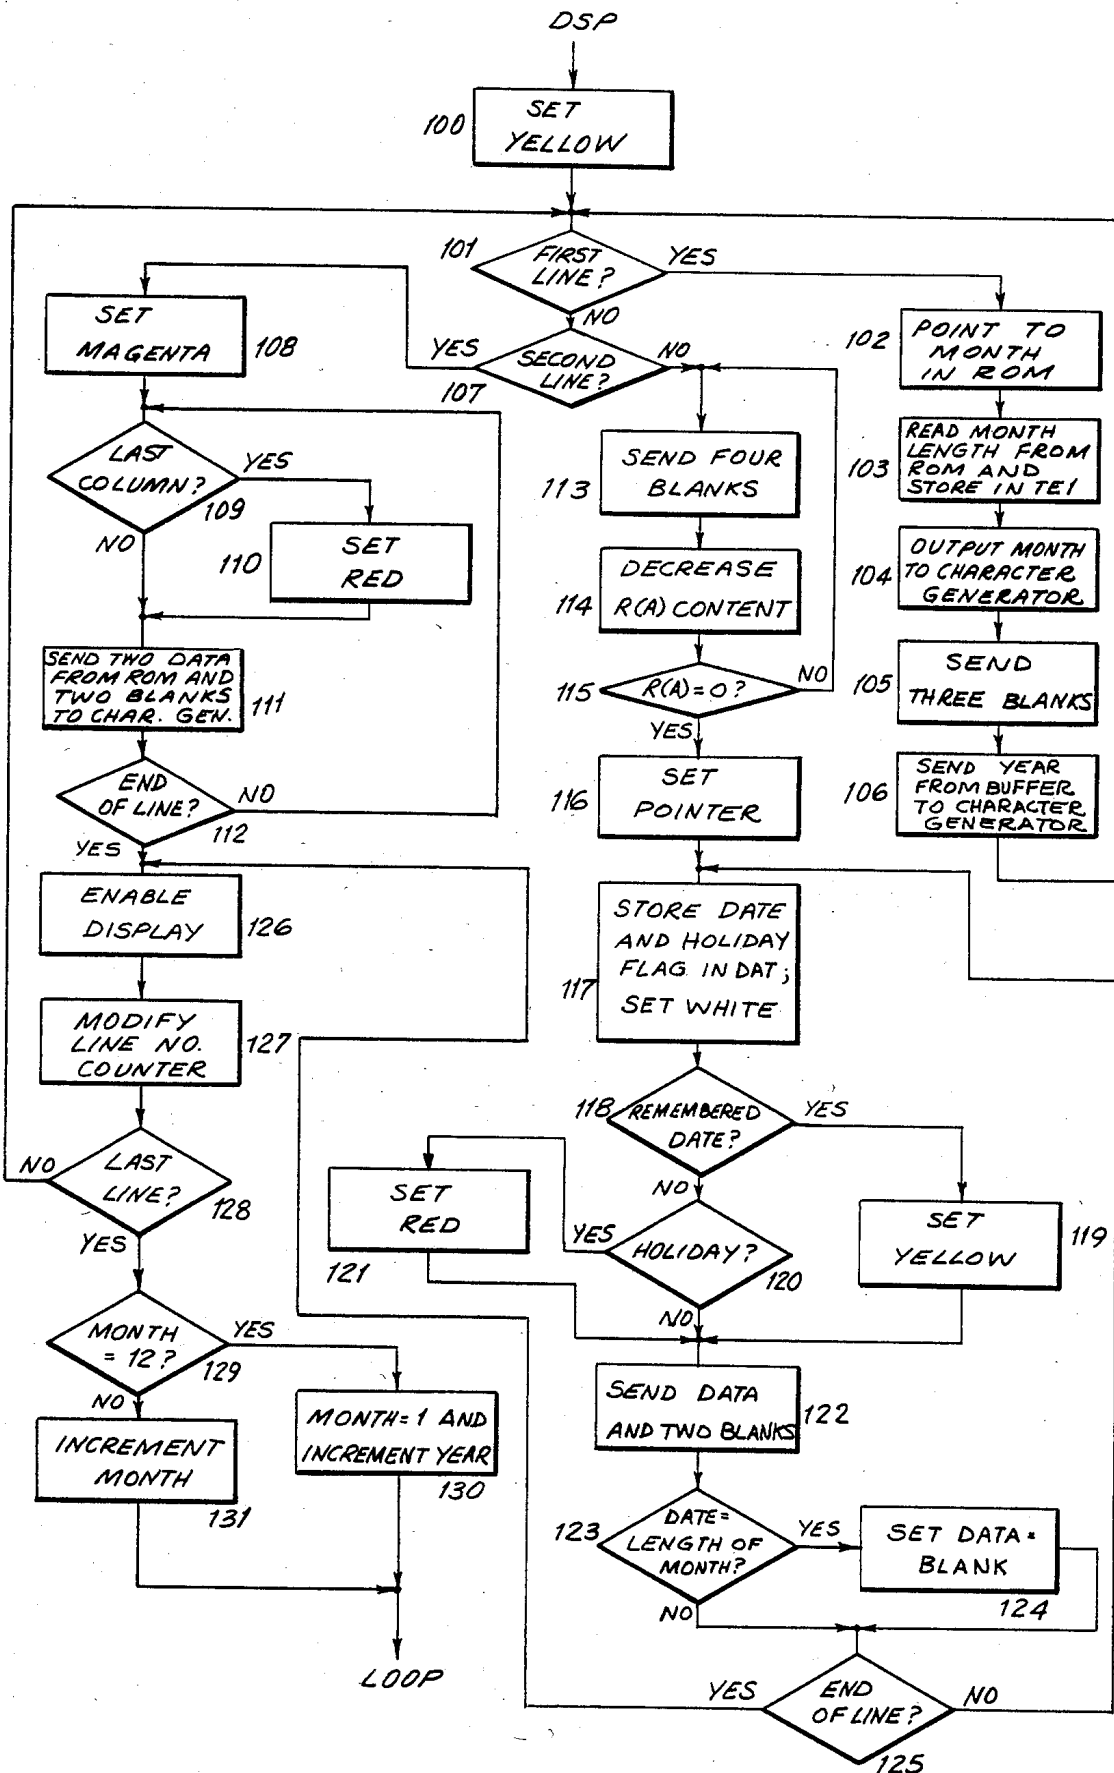 DSP
100
SET
YELLOW
101
FIRST
LINE?
YES
NO
102
POINT TO
MONTH
IN ROM
103
READ MONTH
LENGTH FROM
ROM AND
STORE IN TE1
104
OUTPUT MONTH
TO CHARACTER
GENERATOR
105
SEND
THREE BLANKS
106
SEND YEAR
FROM BUFFER
TO CHARACTER
GENERATOR
YES
SECOND
LINE?
NO
107
SET
MAGENTA
108
LAST
COLUMN?
YES
109
NO
110
SET
RED
SEND TWO DATA
FROM ROM AND
TWO BLANKS
TO CHAR. GEN.
111
END
OF LINE?
NO
112
YES
113
SEND FOUR
BLANKS
114
DECREASE
R(A) CONTENT
115
R(A)=0?
NO
YES
116
SET
POINTER
117
STORE DATE
AND HOLIDAY
FLAG IN DAT;
SET WHITE
118
REMEMBERED
DATE?
YES
NO
119
SET
YELLOW
YES
HOLIDAY?
120
NO
121
SET
RED
SEND DATA
AND TWO BLANKS
122
123
DATE=
LENGTH OF
MONTH?
YES
NO
SET DATA=
BLANK
124
YES
END
OF LINE?
NO
125
ENABLE
DISPLAY
126
MODIFY
LINE NO.
COUNTER
127
NO
LAST
LINE?
128
YES
MONTH
= 12?
YES
129
NO
MONTH=1 AND
INCREMENT YEAR
130
INCREMENT
MONTH
131
LOOP